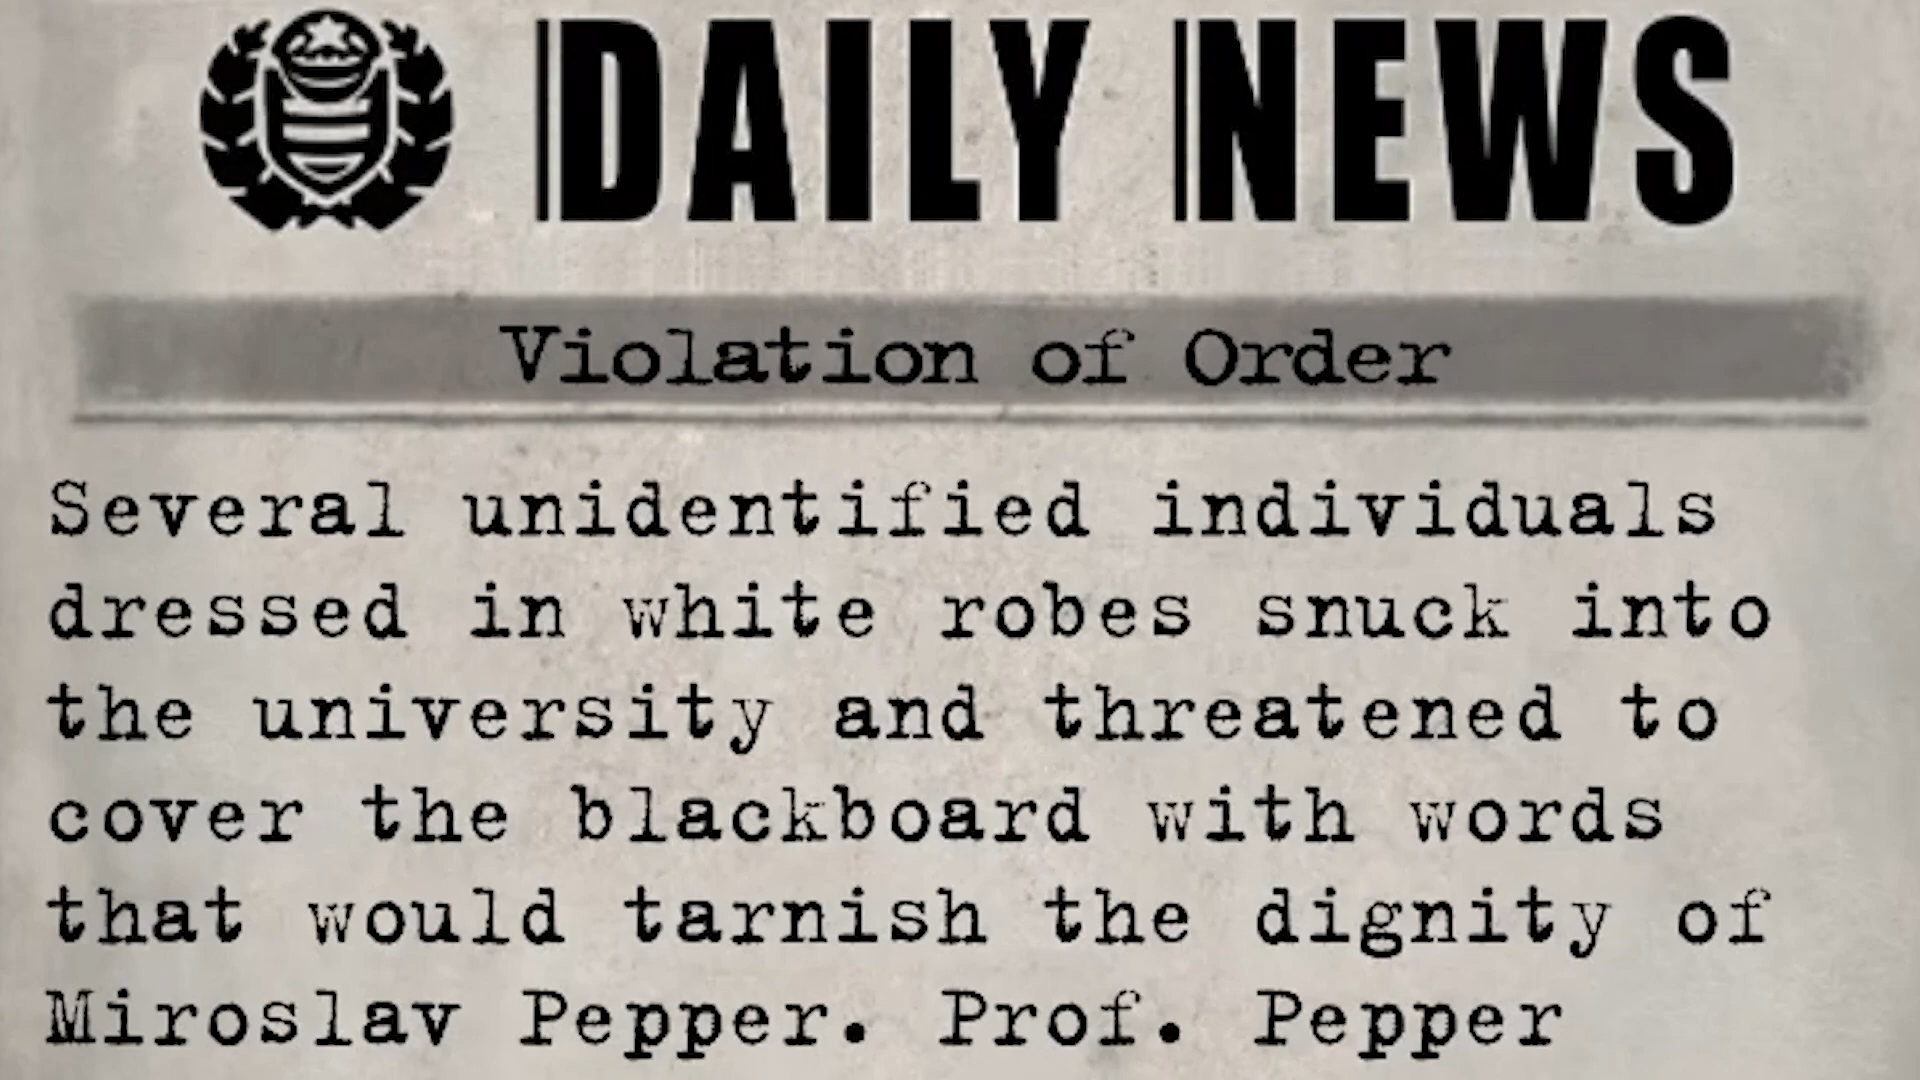 DAILY NEWS
Violation of Order
Several unidentified individuals
dressed in white robes snuck into
the university and threatened to
cover the blackboard with words
that would tarnish the dignity of
Miroslav Pepper. Prof. Pepper